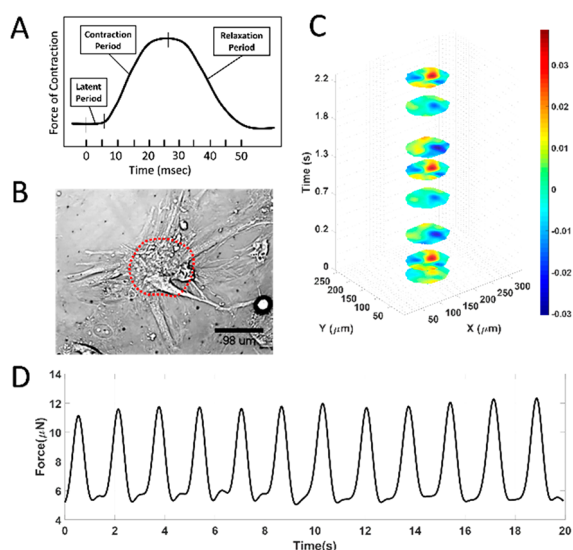 A
Force of Contraction
Contraction
Period
Relaxation
Period
Latent
Period
0 5 10 15 20 25 30 35 40 50
Time (msec)
B
98 um
C
Time (s)
2.2
1.8
1.3
0.7
0.2
0
250
200
150
100
50
Y (μm)
50
100
150
200
250
300
X (μm)
0.03
0.02
0.01
0
-0.01
-0.02
-0.03
D
Force(μN)
14
12
10
8
6
4
0 2 4 6 8 10 12 14 16 18 20
Time(s)